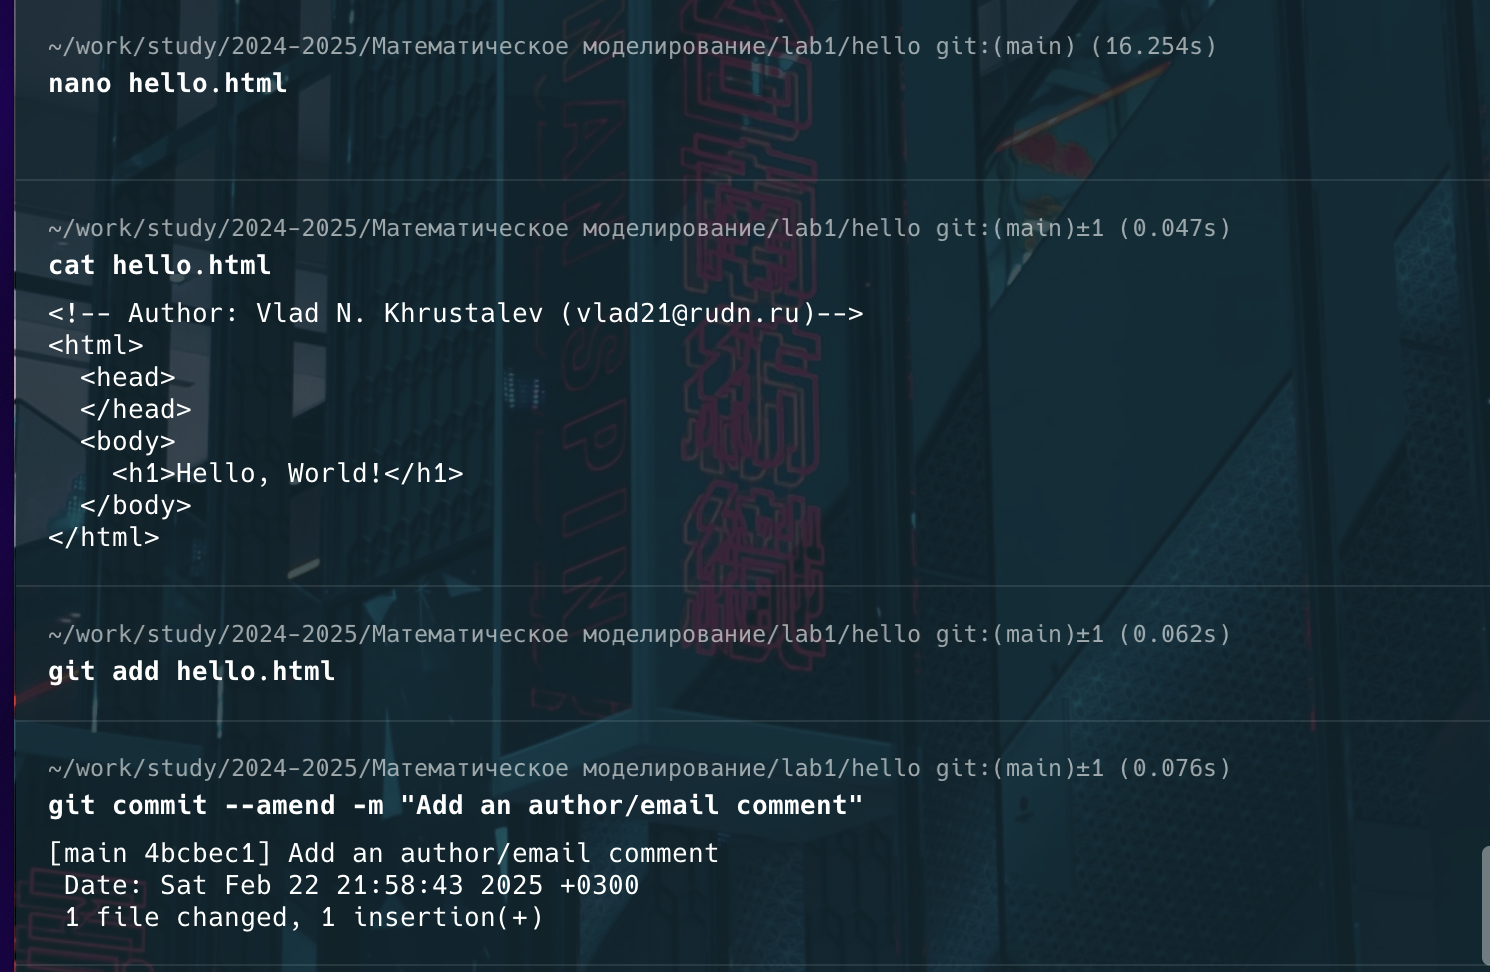 ~/work/study/2024-2025/Математическое моделирование/lab1/hello git:(main) (16.254s)
nano hello.html
~/work/study/2024-2025/Математическое моделирование/lab1/hello git:(main)±1 (0.047s)
cat hello.html
<!-- Author: Vlad N. Khrustalev (vlad21@rudn.ru)-->
<html>
  <head>
  </head>
  <body>
    <h1>Hello, World!</h1>
  </body>
</html>
~/work/study/2024-2025/Математическое моделирование/lab1/hello git:(main)±1 (0.062s)
git add hello.html
~/work/study/2024-2025/Математическое моделирование/lab1/hello git:(main)±1 (0.076s)
git commit --amend -m "Add an author/email comment"
[main 4bcbec1] Add an author/email comment
 Date: Sat Feb 22 21:58:43 2025 +0300
 1 file changed, 1 insertion(+)